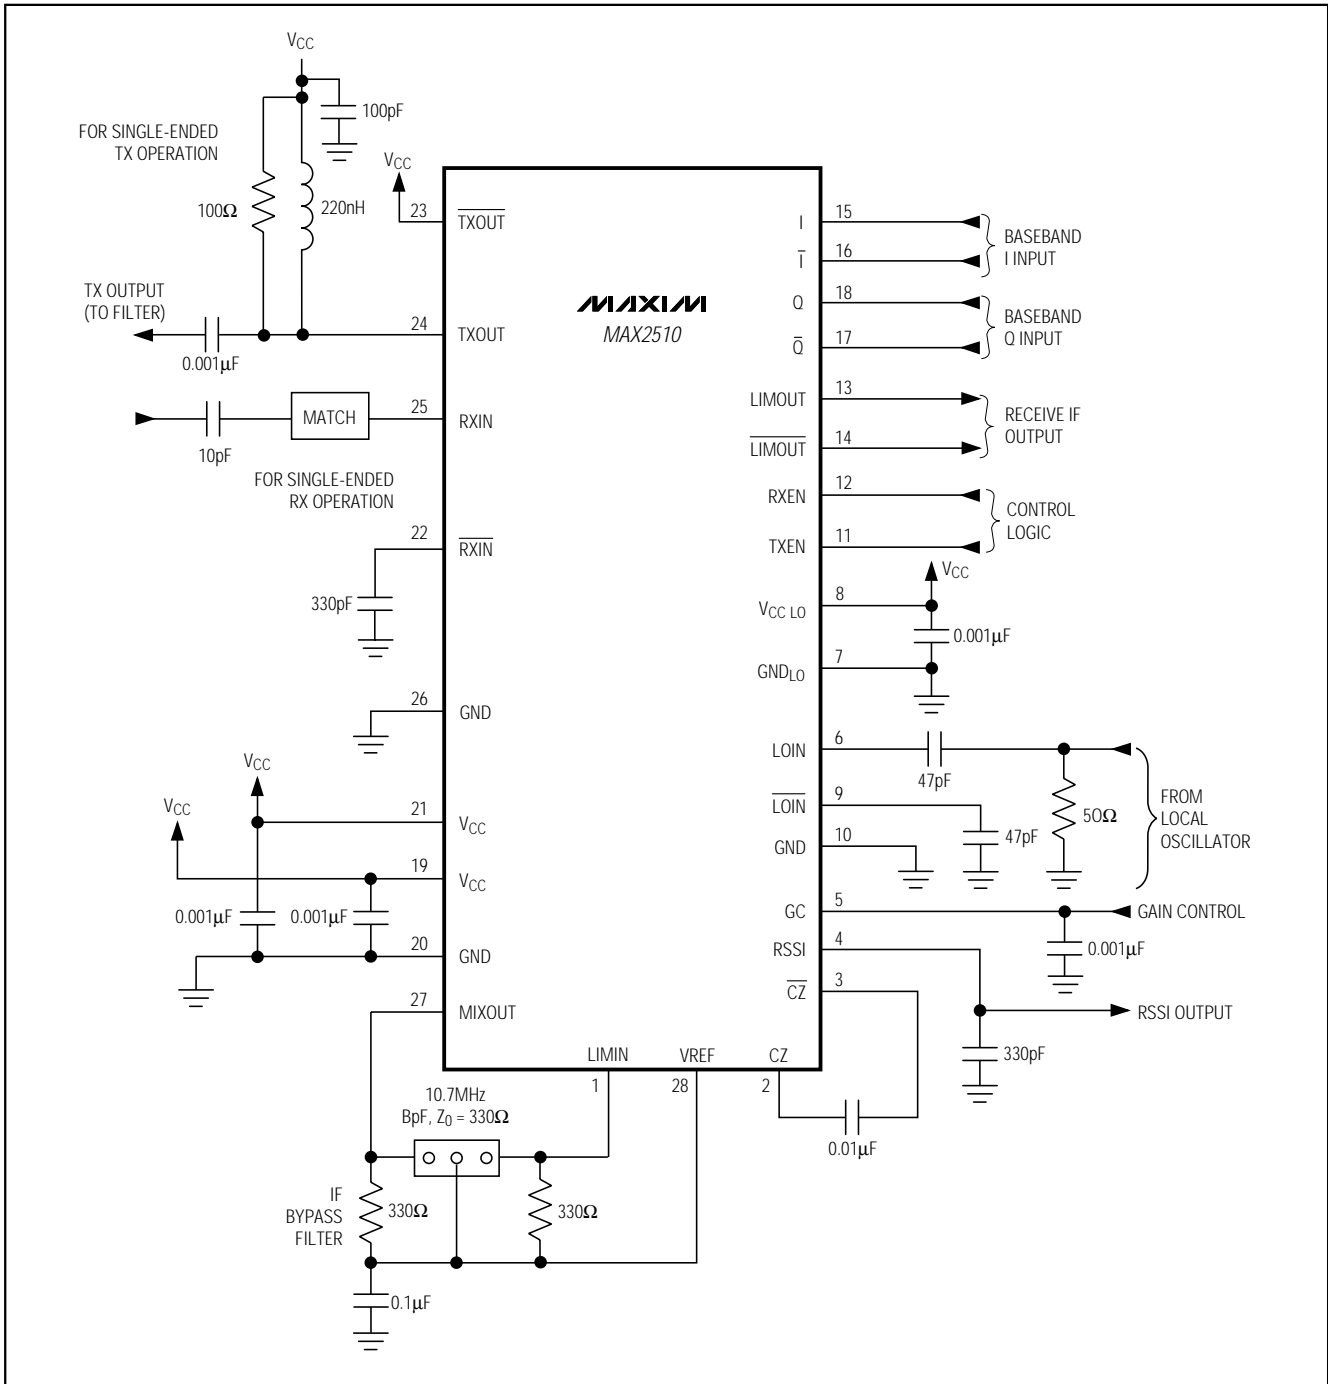 VCC
100pF
FOR SINGLE-ENDED
TX OPERATION
100Ω
220nH
VCC
23
TXOUT
TX OUTPUT
(TO FILTER)
24
TXOUT
0.001µF
25
RXIN
MATCH
10pF
FOR SINGLE-ENDED
RX OPERATION
22
RXIN
330pF
26
GND
VCC
VCC
21
VCC
19
VCC
0.001µF
0.001µF
20
GND
27
MIXOUT
MAXIM
MAX2510
I
15
BASEBAND
I INPUT
I
16
Q
18
BASEBAND
Q INPUT
Q
17
LIMOUT
13
RECEIVE IF
OUTPUT
LIMOUT
14
RXEN
12
CONTROL
LOGIC
TXEN
11
VCC
VCC LO
8
0.001µF
GNDLO
7
LOIN
6
47pF
50Ω
FROM
LOCAL
OSCILLATOR
LOIN
9
47pF
GND
10
GC
5
GAIN CONTROL
0.001µF
RSSI
4
CZ
3
RSSI OUTPUT
330pF
LIMIN
1
VREF
28
CZ
2
0.01µF
10.7MHz
BpF, Z0 = 330Ω
IF
BYPASS
FILTER
330Ω
330Ω
0.1µF